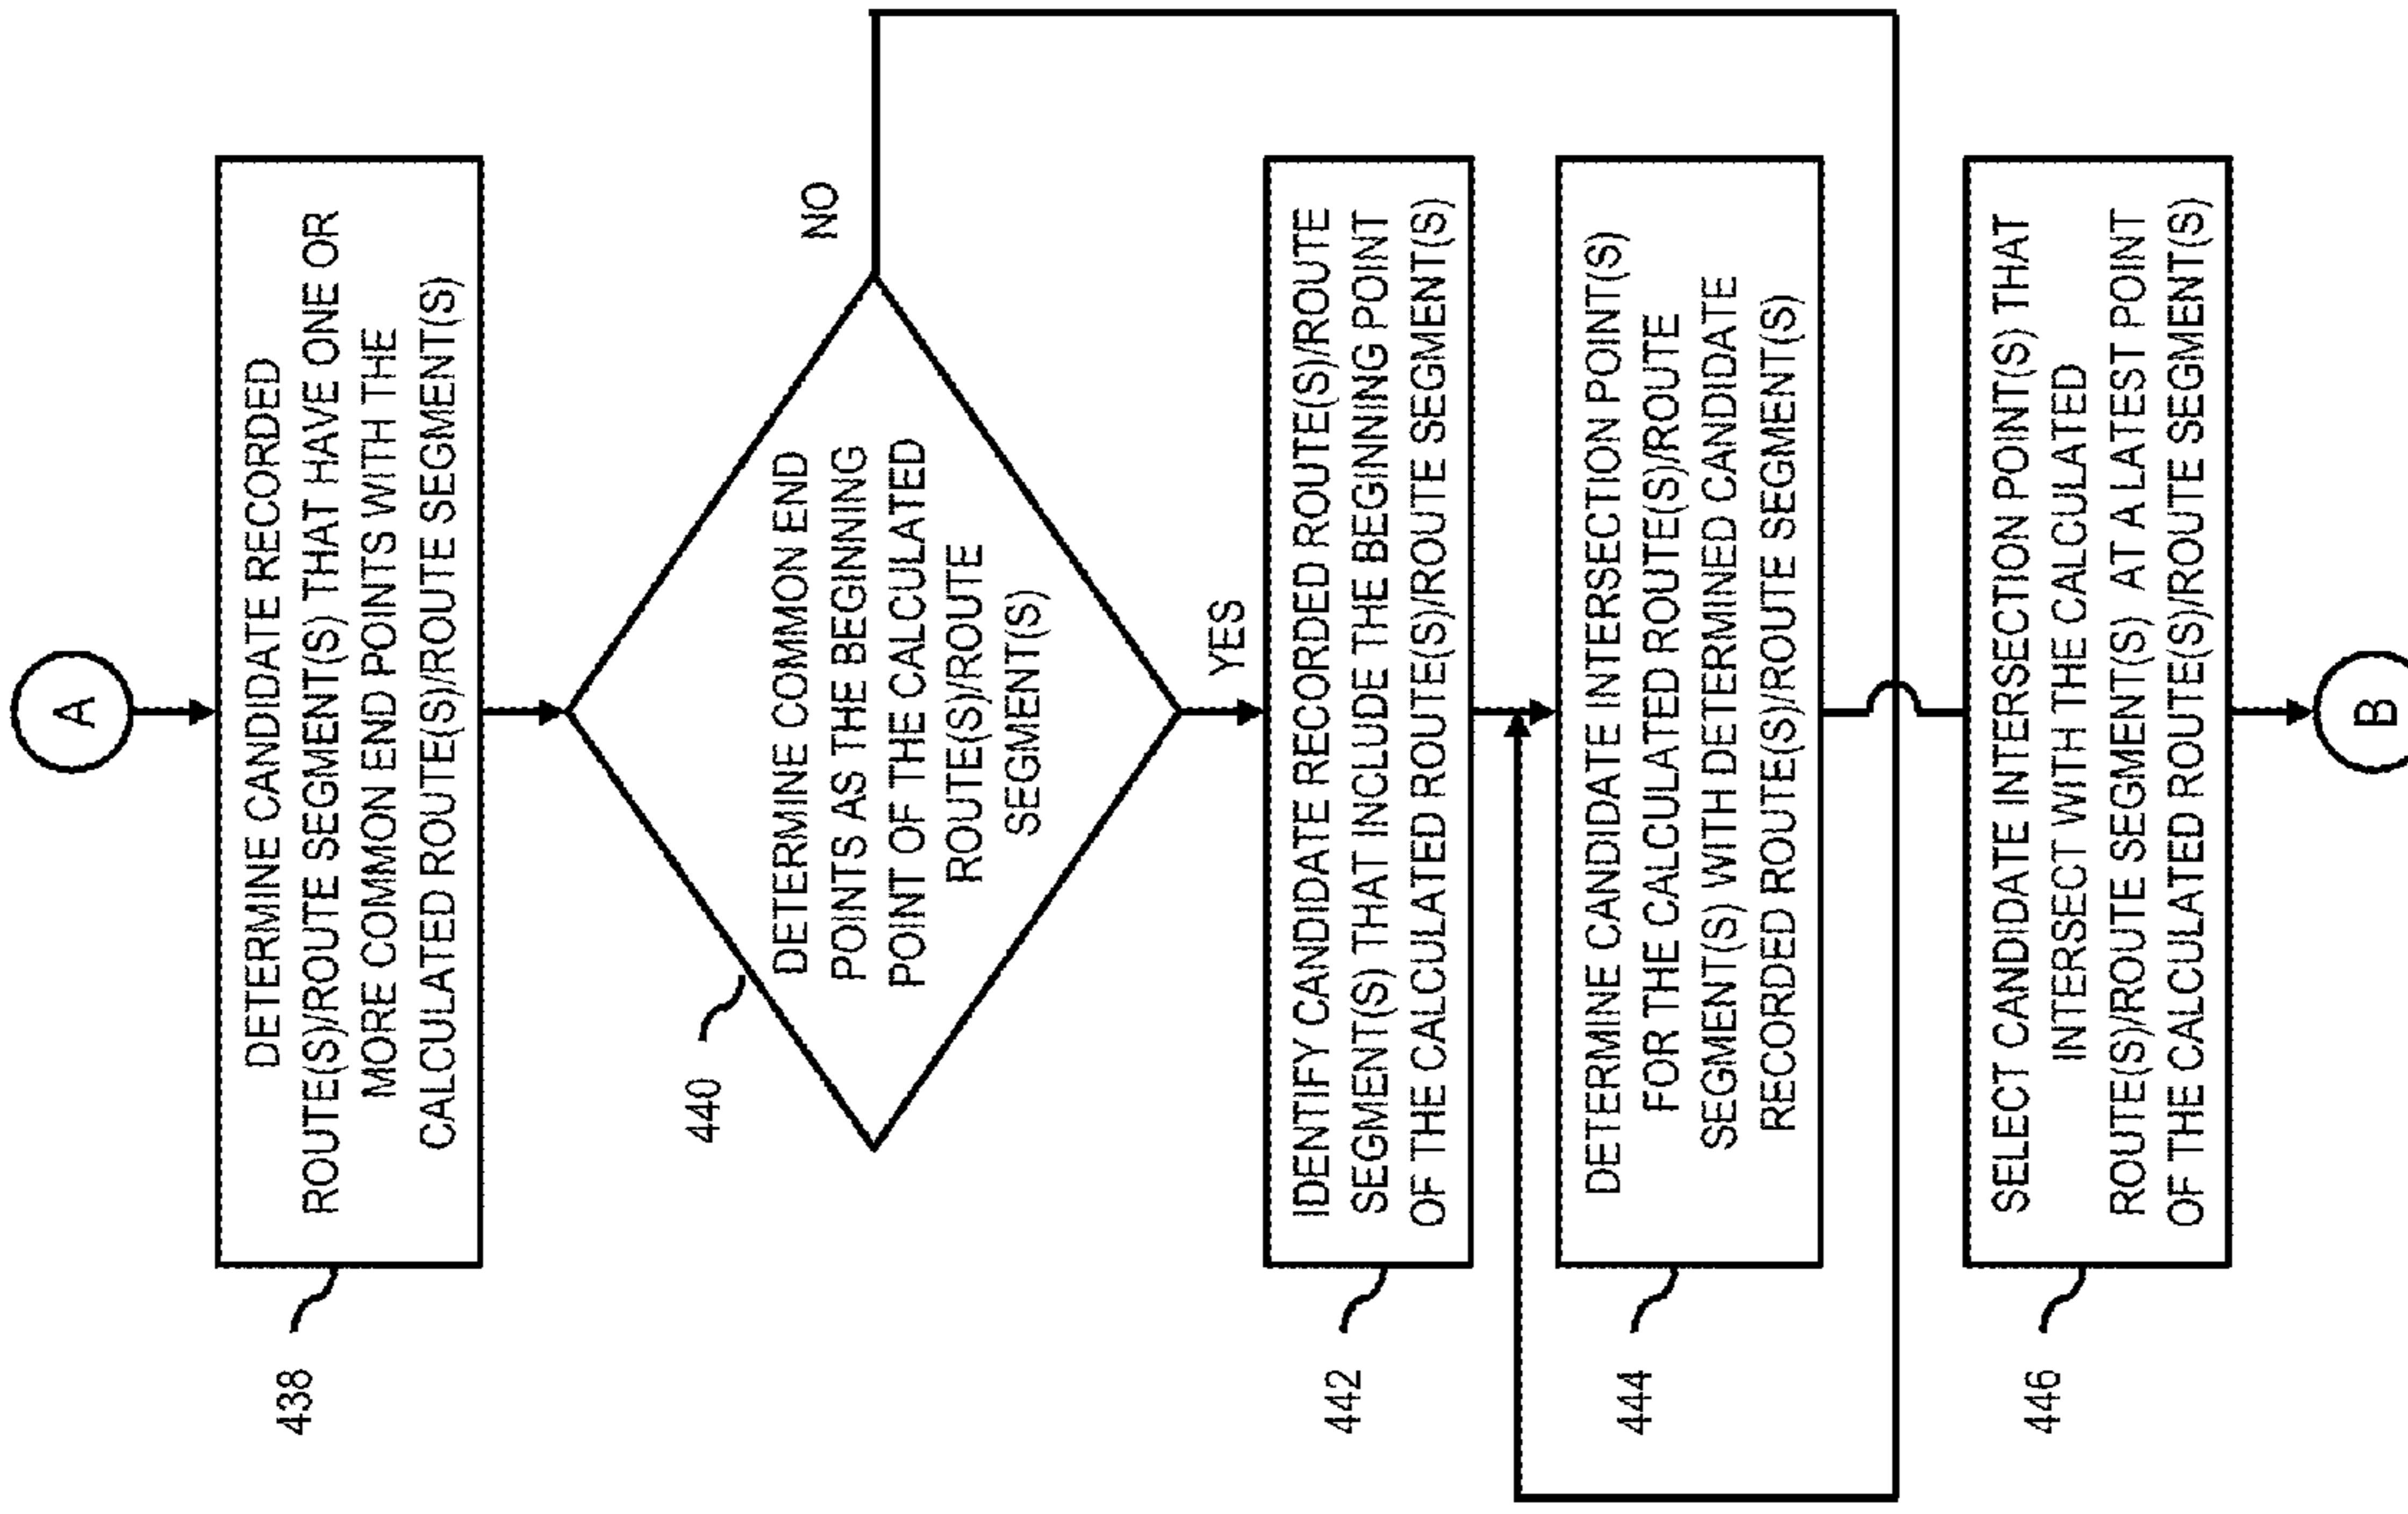 A
438
DETERMINE CANDIDATE RECORDED
ROUTE(S)/ROUTE SEGMENT(S) THAT HAVE ONE OR
MORE COMMON END POINTS WITH THE
CALCULATED ROUTE(S)/ROUTE SEGMENT(S)
440
DETERMINE COMMON END
POINTS AS THE BEGINNING
POINT OF THE CALCULATED
ROUTE(S)/ROUTE
SEGMENT(S)
NO
YES
442
IDENTIFY CANDIDATE RECORDED ROUTE(S)/ROUTE
SEGMENT(S) THAT INCLUDE THE BEGINNING POINT
OF THE CALCULATED ROUTE(S)/ROUTE SEGMENT(S)
444
DETERMINE CANDIDATE INTERSECTION POINT(S)
FOR THE CALCULATED ROUTE(S)/ROUTE
SEGMENT(S) WITH DETERMINED CANDIDATE
RECORDED ROUTE(S)/ROUTE SEGMENT(S)
446
SELECT CANDIDATE INTERSECTION POINT(S) THAT
INTERSECT WITH THE CALCULATED
ROUTE(S)/ROUTE SEGMENT(S) AT A LATEST POINT
OF THE CALCULATED ROUTE(S)/ROUTE SEGMENT(S)
B